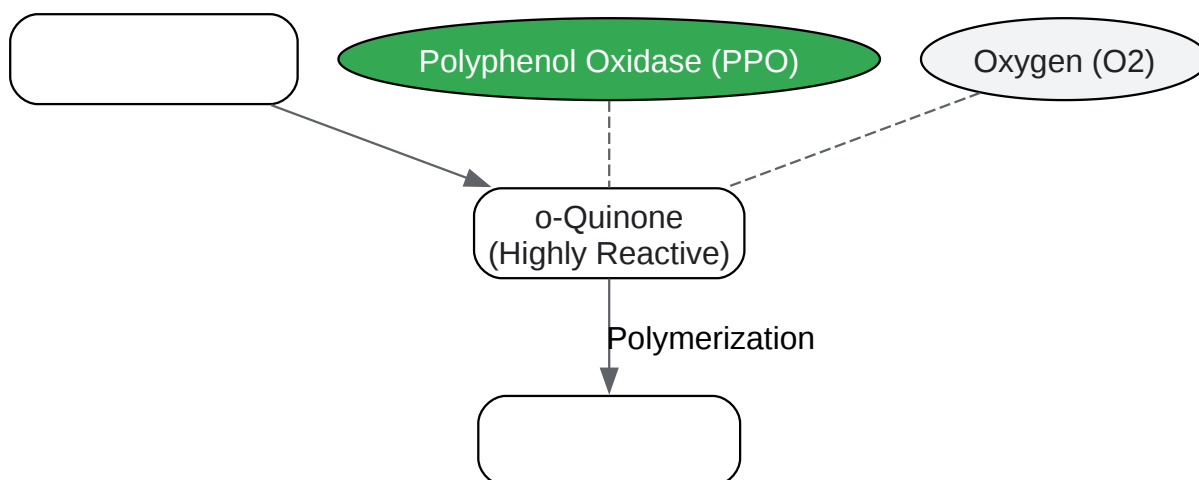 Polyphenol Oxidase (PPO)
Oxygen (O2)
o-Quinone
(Highly Reactive)
Polymerization